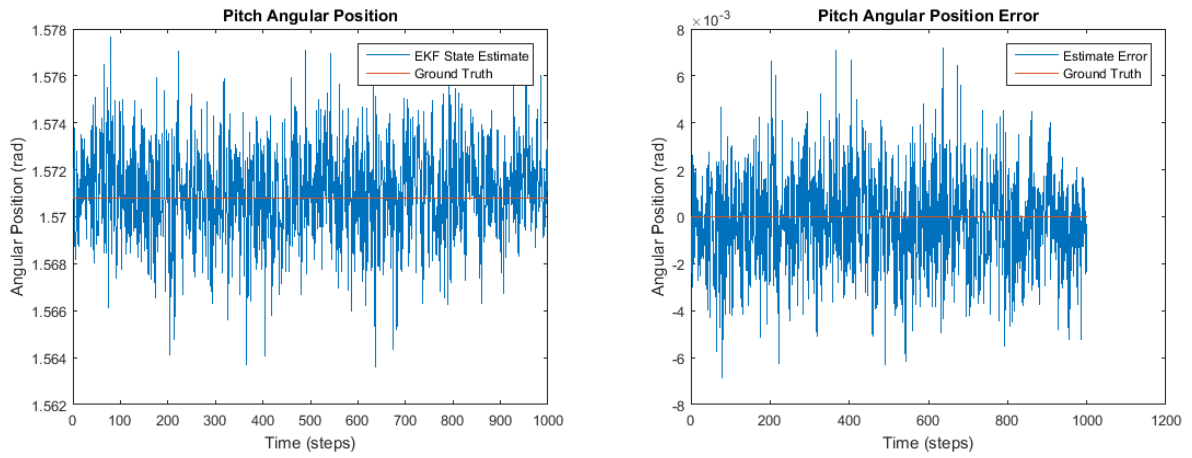 Pitch Angular Position
1.578
1.576
1.574
1.572
1.57
1.568
1.566
1.564
1.562
Angular Position (rad)
EKF State Estimate
Ground Truth
0 100 200 300 400 500 600 700 800 900 1000
Time (steps)
Pitch Angular Position Error
×10⁻³
8
6
4
2
0
-2
-4
-6
-8
Angular Position (rad)
Estimate Error
Ground Truth
0 200 400 600 800 1000 1200
Time (steps)